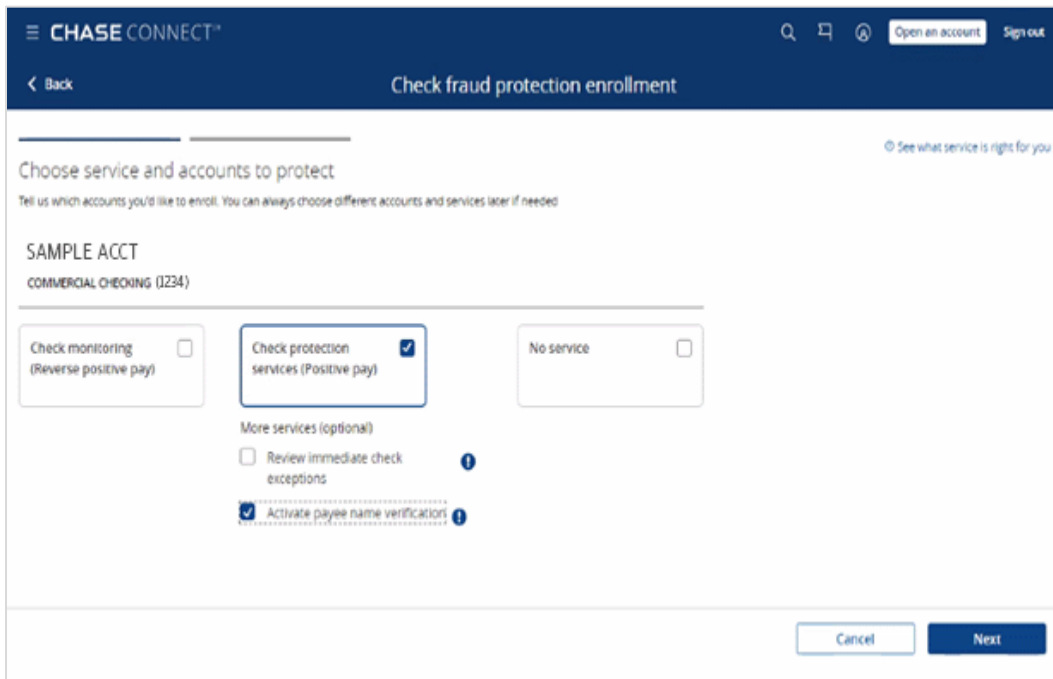 CHASE CONNECT℠
Open an account
Sign out
Back
Check fraud protection enrollment
See what service is right for you
Choose service and accounts to protect
Tell us which accounts you'd like to enroll. You can always choose different accounts and services later if needed
SAMPLE ACCT
COMMERCIAL CHECKING (1234)
Check monitoring
(Reverse positive pay)
Check protection
services (Positive pay)
No service
More services (optional)
Review immediate check
exceptions
Activate payee name verification
Cancel
Next